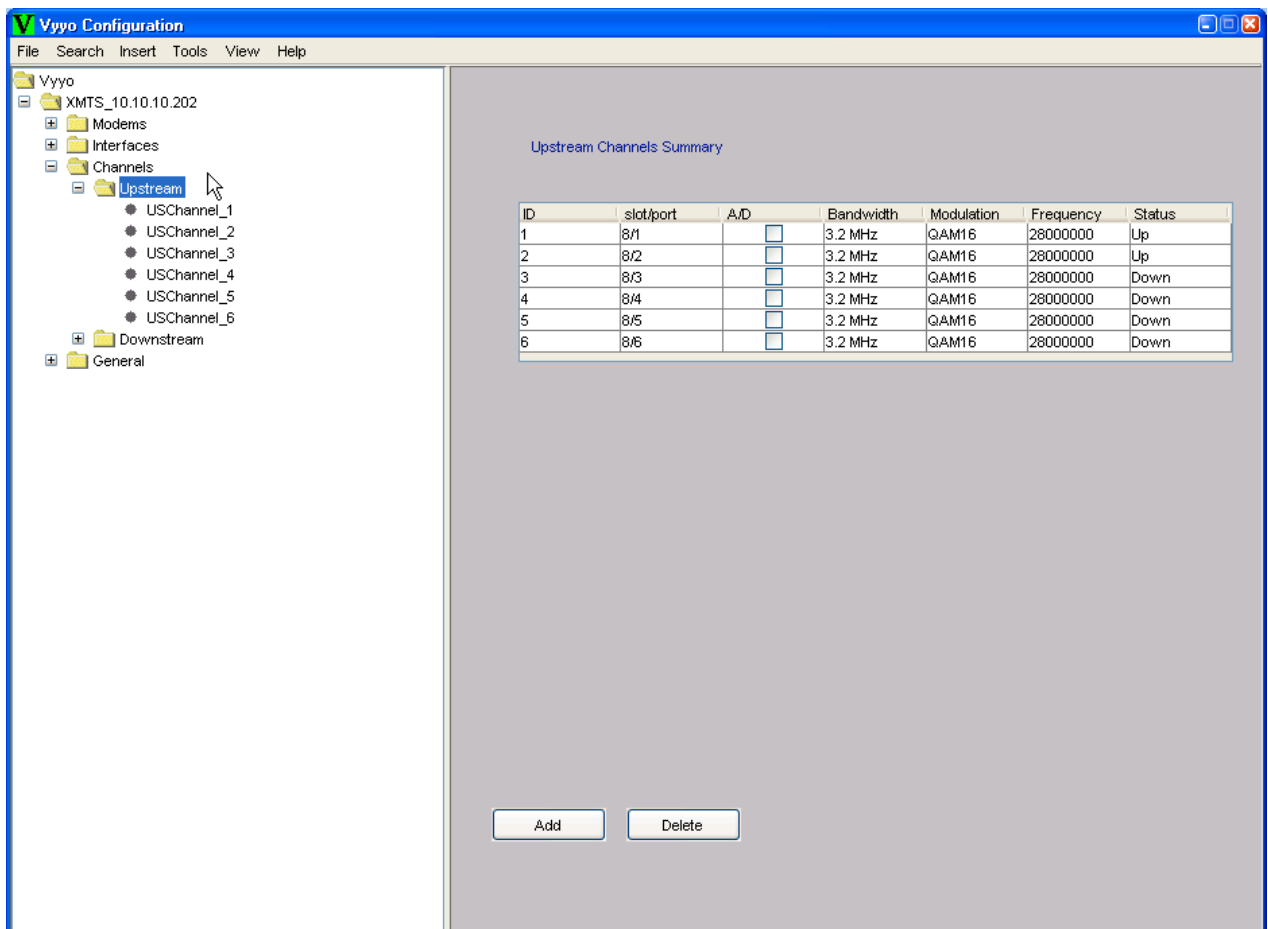 Vyyo Configuration
File Search Insert Tools View Help
Vyyo
XMTS_10.10.10.202
Modems
Interfaces
Channels
Upstream
USChannel_1
USChannel_2
USChannel_3
USChannel_4
USChannel_5
USChannel_6
Downstream
General
Upstream Channels Summary
ID slot/port A/D Bandwidth Modulation Frequency Status
1 8/1 3.2 MHz QAM16 28000000 Up
2 8/2 3.2 MHz QAM16 28000000 Up
3 8/3 3.2 MHz QAM16 28000000 Down
4 8/4 3.2 MHz QAM16 28000000 Down
5 8/5 3.2 MHz QAM16 28000000 Down
6 8/6 3.2 MHz QAM16 28000000 Down
Add Delete